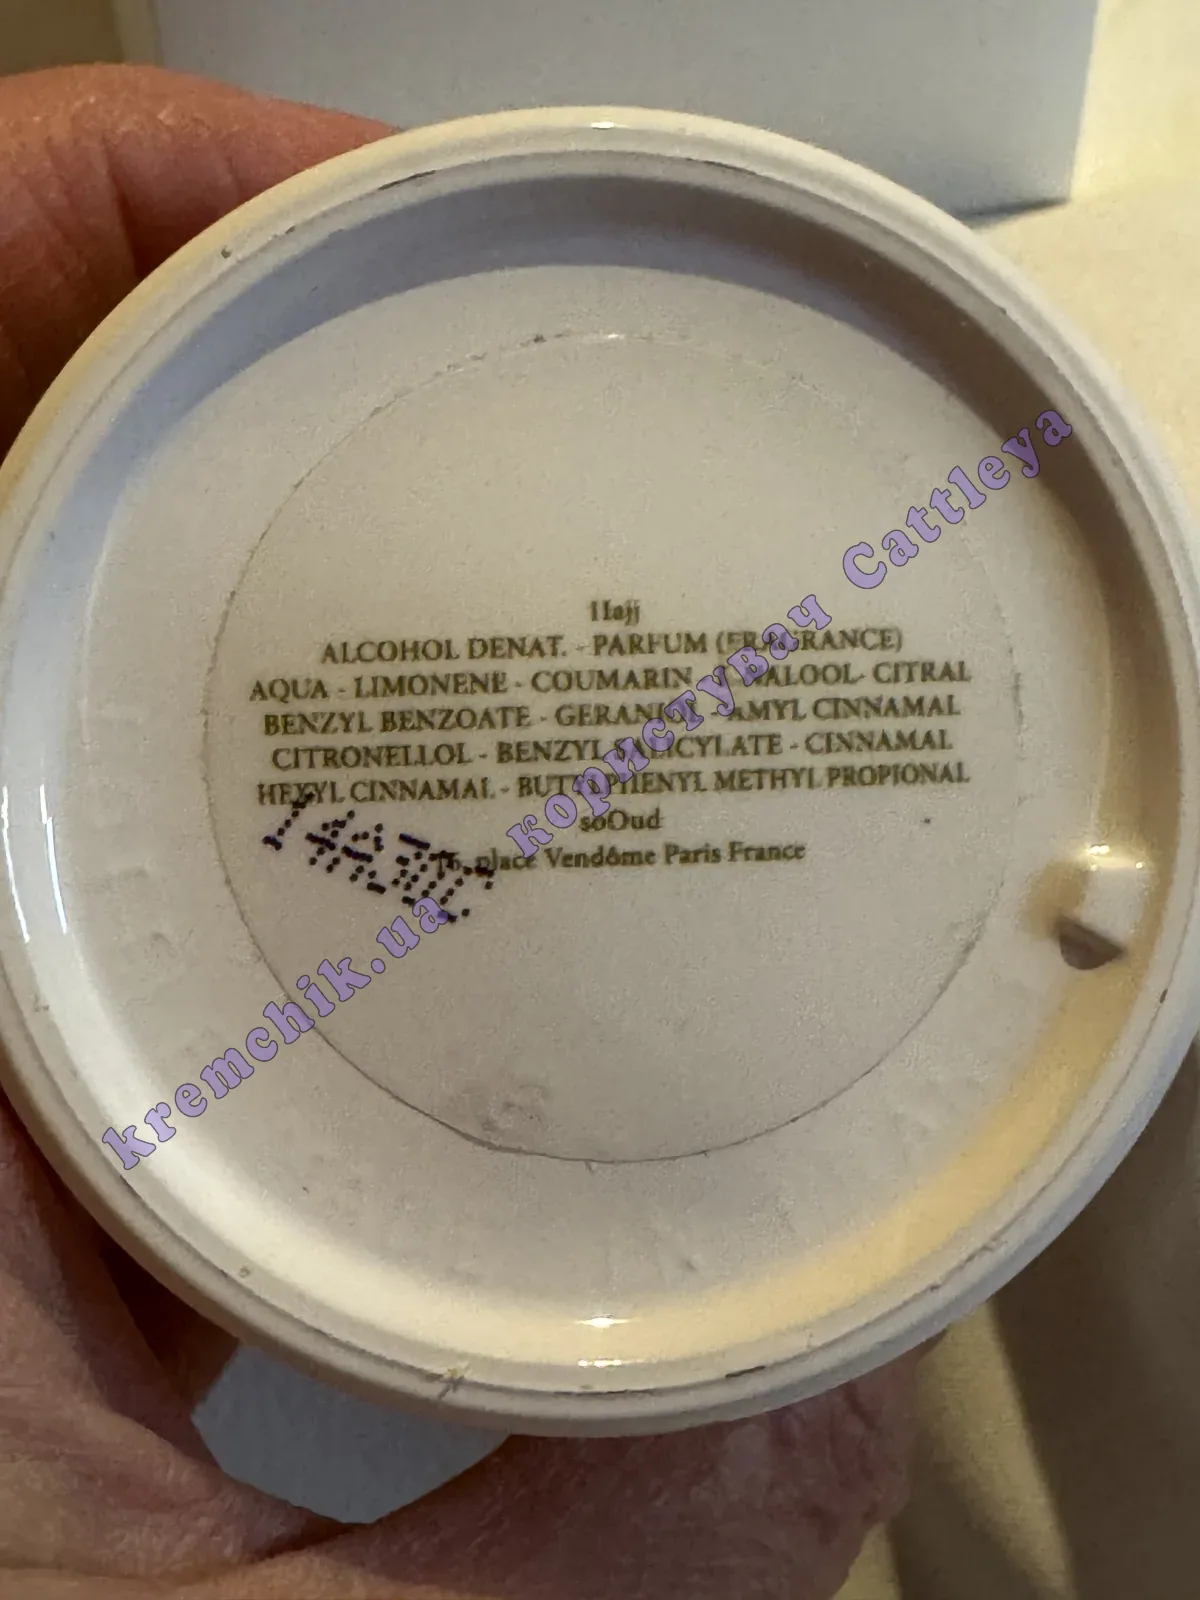 Hajj
ALCOHOL DENAT. - PARFUM (FRAGRANCE)
AQUA - LIMONENE - COUMARIN - LINALOOL- CITRAL
BENZYL BENZOATE - GERANIOL - AMYL CINNAMAL
CITRONELLOL - BENZYL SALICYLATE - CINNAMAL
HEXYL CINNAMAL - BUTYLPHENYL METHYL PROPIONAL
soOud
place Vendôme Paris France
kremchik.ua користувач Cattleya